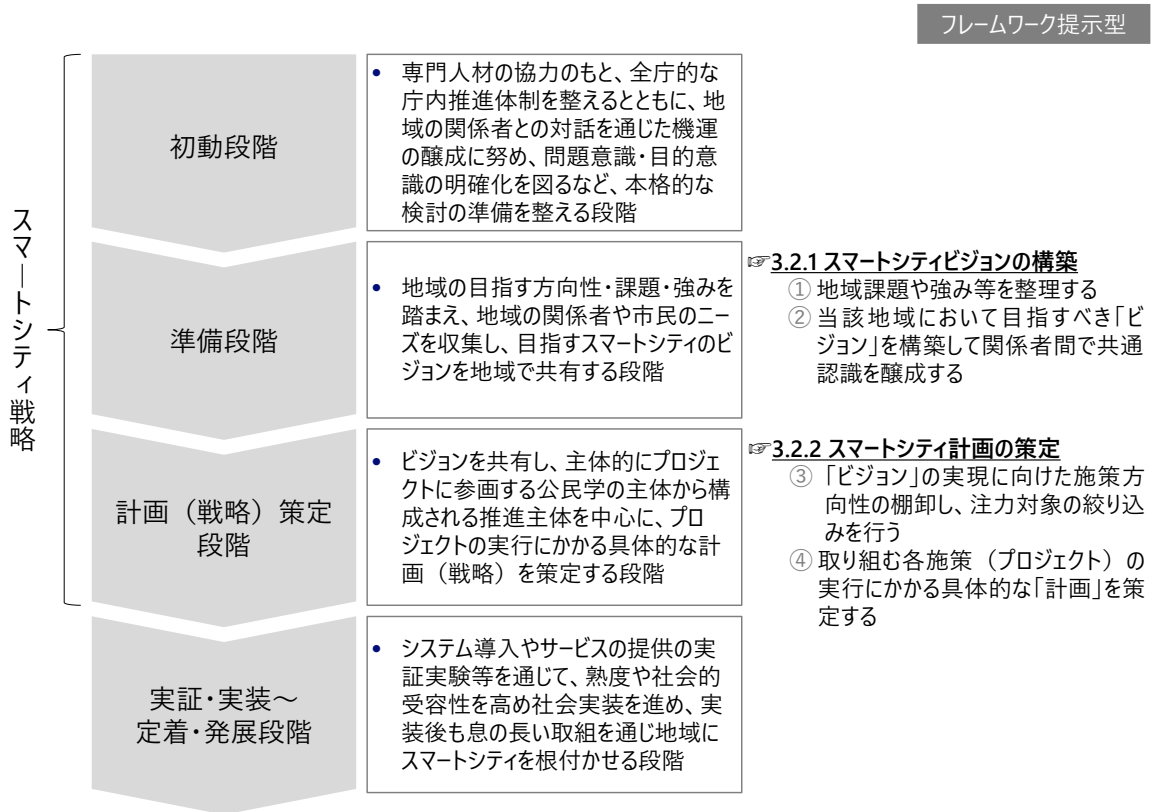 フレームワーク提示型
スマートシティ戦略
初動段階
• 専門人材の協力のもと、全庁的な
庁内推進体制を整えるとともに、地
域の関係者との対話を通じた機運
の醸成に努め、問題意識・目的意
識の明確化を図るなど、本格的な
検討の準備を整える段階
準備段階
• 地域の目指す方向性・課題・強みを
踏まえ、地域の関係者や市民のニー
ズを収集し、目指すスマートシティのビ
ジョンを地域で共有する段階
☞3.2.1 スマートシティビジョンの構築
① 地域課題や強み等を整理する
② 当該地域において目指すべき「ビ
ジョン」を構築して関係者間で共通
認識を醸成する
計画（戦略）策定
段階
• ビジョンを共有し、主体的にプロジェ
クトに参画する公民学の主体から構
成される推進主体を中心に、プロ
ジェクトの実行にかかる具体的な計
画（戦略）を策定する段階
☞3.2.2 スマートシティ計画の策定
③ 「ビジョン」の実現に向けた施策方
向性の棚卸し、注力対象の絞り込
みを行う
④ 取り組む各施策（プロジェクト）の
実行にかかる具体的な「計画」を策
定する
実証・実装～
定着・発展段階
• システム導入やサービスの提供の実
証実験等を通じて、熟度や社会的
受容性を高め社会実装を進め、実
装後も息の長い取組を通じ地域に
スマートシティを根付かせる段階